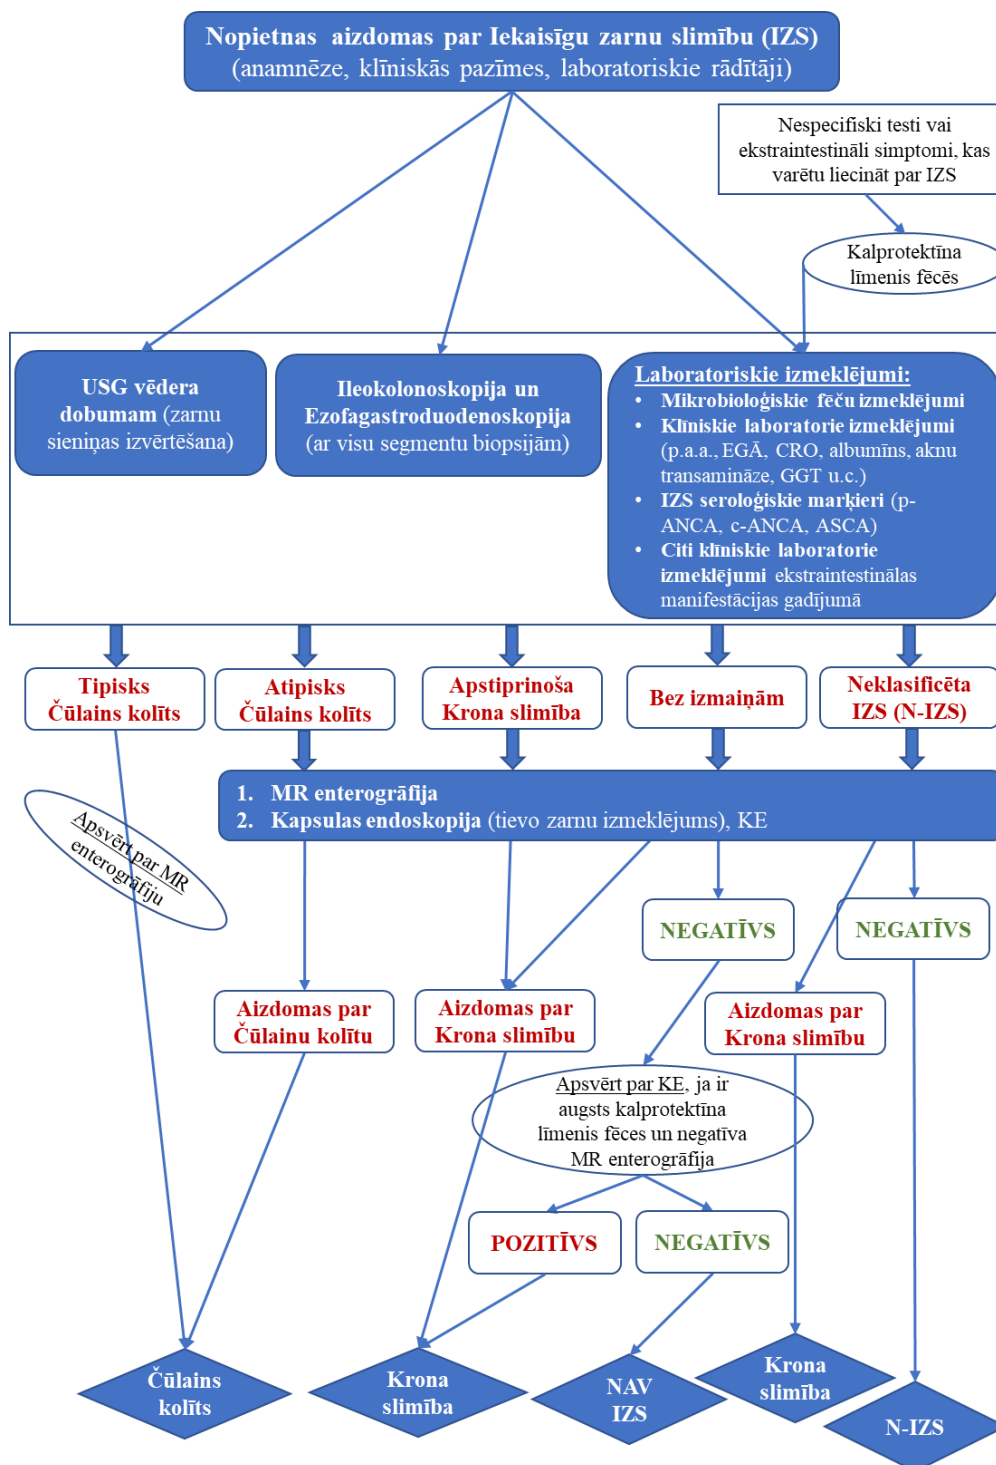 Nopietnas aizdomas par Iekaisīgu zarnu slimību (IZS)
(anamnēze, klīniskās pazīmes, laboratoriskie rādītāji)
Nespecifiski testi vai
ekstraintestināli simptomi, kas
varētu liecināt par IZS
Kalprotektīna
līmenis fēcēs
USG vēdera
dobumam (zarnu
sieniņas izvērtēšana)
Ileokolonoskopija un
Ezofagastroduodenoskopija
(ar visu segmentu biopsijām)
Laboratoriskie izmeklējumi:
• Mikrobioloģiskie fēču izmeklējumi
• Klīniskie laboratorie izmeklējumi
(p.a.a., EGĀ, CRO, albumīns, aknu
transamināze, GGT u.c.)
• IZS seroloģiskie marķieri (p-
ANCA, c-ANCA, ASCA)
• Citi klīniskie laboratorie
izmeklējumi ekstraintestinālas
manifestācijas gadījumā
Tipisks
Čūlains kolīts
Atipisks
Čūlains kolīts
Apstiprinoša
Krona slimība
Bez izmaiņām
Neklasificēta
IZS (N-IZS)
1. MR enterogrāfija
2. Kapsulas endoskopija (tievo zarnu izmeklējums), KE
Apsvērt par MR
enterogrāfiju
NEGATĪVS
NEGATĪVS
Aizdomas par
Čūlainu kolītu
Aizdomas par
Krona slimību
Aizdomas par
Krona slimību
Apsvērt par KE, ja ir
augsts kalprotektīna
līmenis fēces un negatīva
MR enterogrāfija
POZITĪVS
NEGATĪVS
Čūlains
kolīts
Krona
slimība
NAV
IZS
Krona
slimība
N-IZS